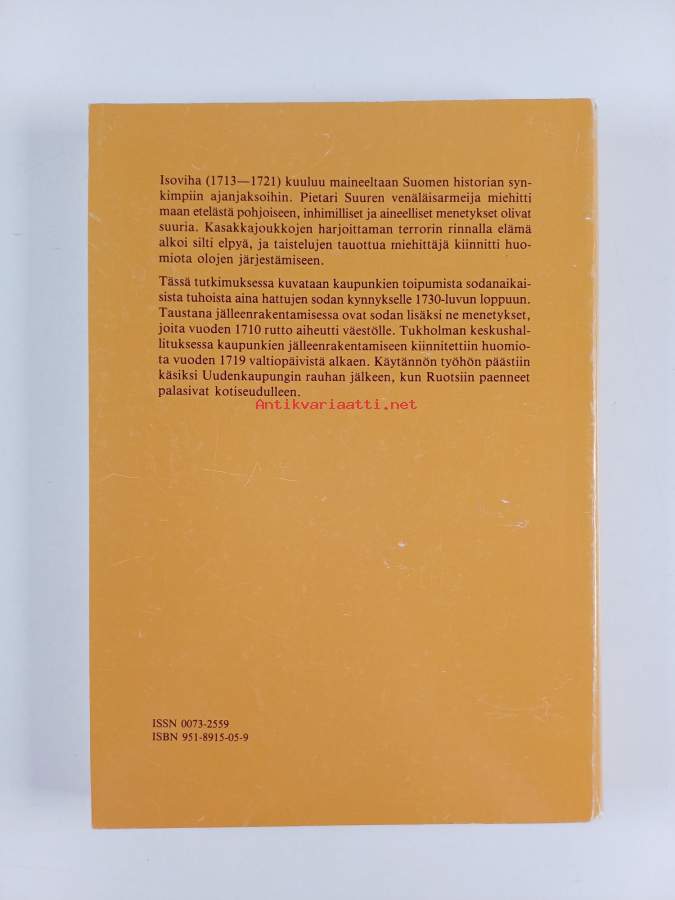 Isoviha (1713—1721) kuuluu maineeltaan Suomen historian syn-
kimpiin ajanjaksoihin. Pietari Suuren venäläisarmeija miehitti
maan etelästä pohjoiseen, inhimilliset ja aineelliset menetykset olivat
suuria. Kasakkajoukkojen harjoittaman terrorin rinnalla elämä
alkoi silti elpyä, ja taistelujen tauottua miehittäjä kiinnitti huo-
miota olojen järjestämiseen.
Tässä tutkimuksessa kuvataan kaupunkien toipumista sodanaikai-
sista tuhoista aina hattujen sodan kynnykselle 1730-luvun loppuun.
Taustana jälleenrakentamisessa ovat sodan lisäksi ne menetykset,
joita vuoden 1710 rutto aiheutti väestölle. Tukholman keskushal-
lituksessa kaupunkien jälleenrakentamiseen kiinnitettiin huomio-
ta vuoden 1719 valtiopäivistä alkaen. Käytännön työhön päästiin
käsiksi Uudenkaupungin rauhan jälkeen, kun Ruotsiin paenneet
palasivat kotiseudulleen.
Antikvariaatti.net
ISSN 0073-2559
ISBN 951-8915-05-9